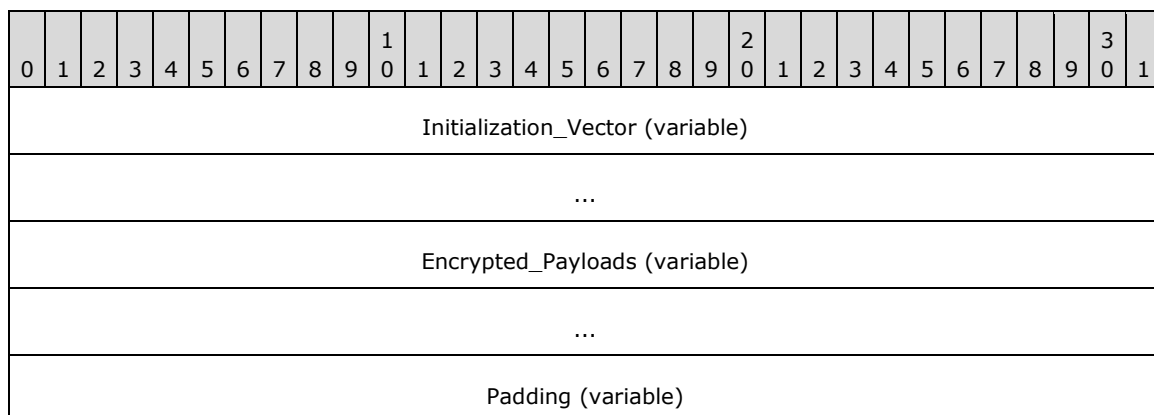 1 2 3
0 1 2 3 4 5 6 7 8 9 0 1 2 3 4 5 6 7 8 9 0 1 2 3 4 5 6 7 8 9 0 1
Initialization_Vector (variable)
...
Encrypted_Payloads (variable)
...
Padding (variable)